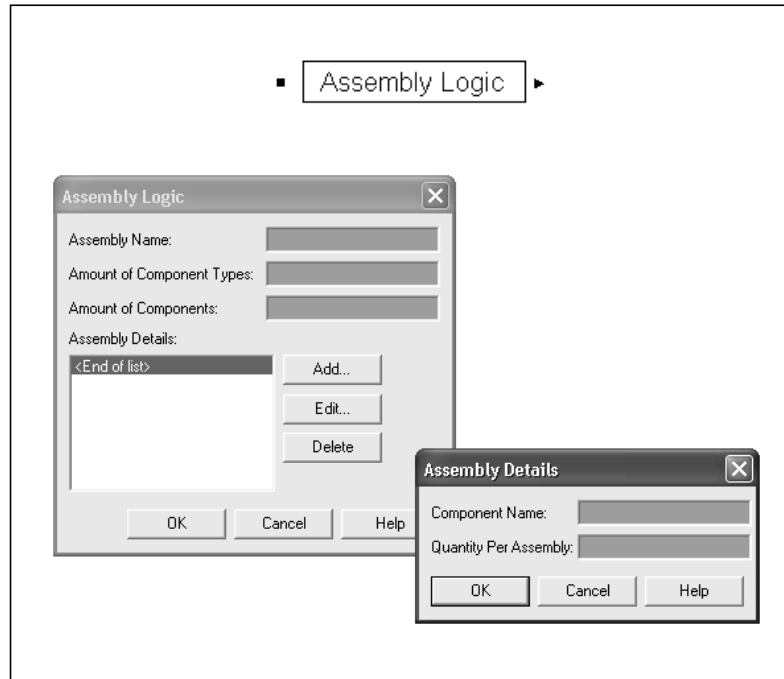 Assembly Logic
Assembly Logic
Assembly Name:
Amount of Component Types:
Amount of Components:
Assembly Details:
<End of list>
Add...
Edit...
Delete
OK Cancel Help
Assembly Details
Component Name:
Quantity Per Assembly:
OK Cancel Help